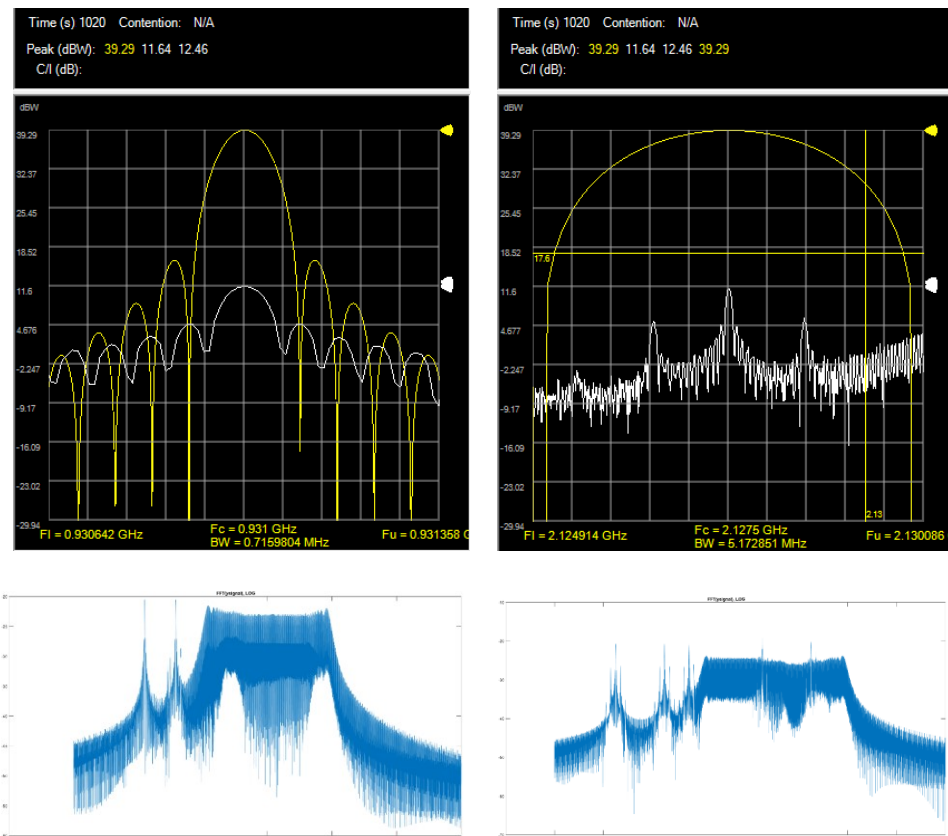 Time (s) 1020 Contention: N/A
Peak (dBW): 39.29 11.64 12.46
C/I (dB):
dBW
39.29
32.37
25.45
18.52
11.6
4.676
-2.247
-9.17
-16.09
-23.02
-29.94
Fl = 0.930642 GHz
Fc = 0.931 GHz
BW = 0.7159804 MHz
Fu = 0.931358 G
Time (s) 1020 Contention: N/A
Peak (dBW): 39.29 11.64 12.46 39.29
C/I (dB):
dBW
39.29
32.37
25.45
18.52
17.6
11.6
4.677
-2.247
-9.17
-16.09
-23.02
-29.94
2.13
Fl = 2.124914 GHz
Fc = 2.1275 GHz
BW = 5.172851 MHz
Fu = 2.130086